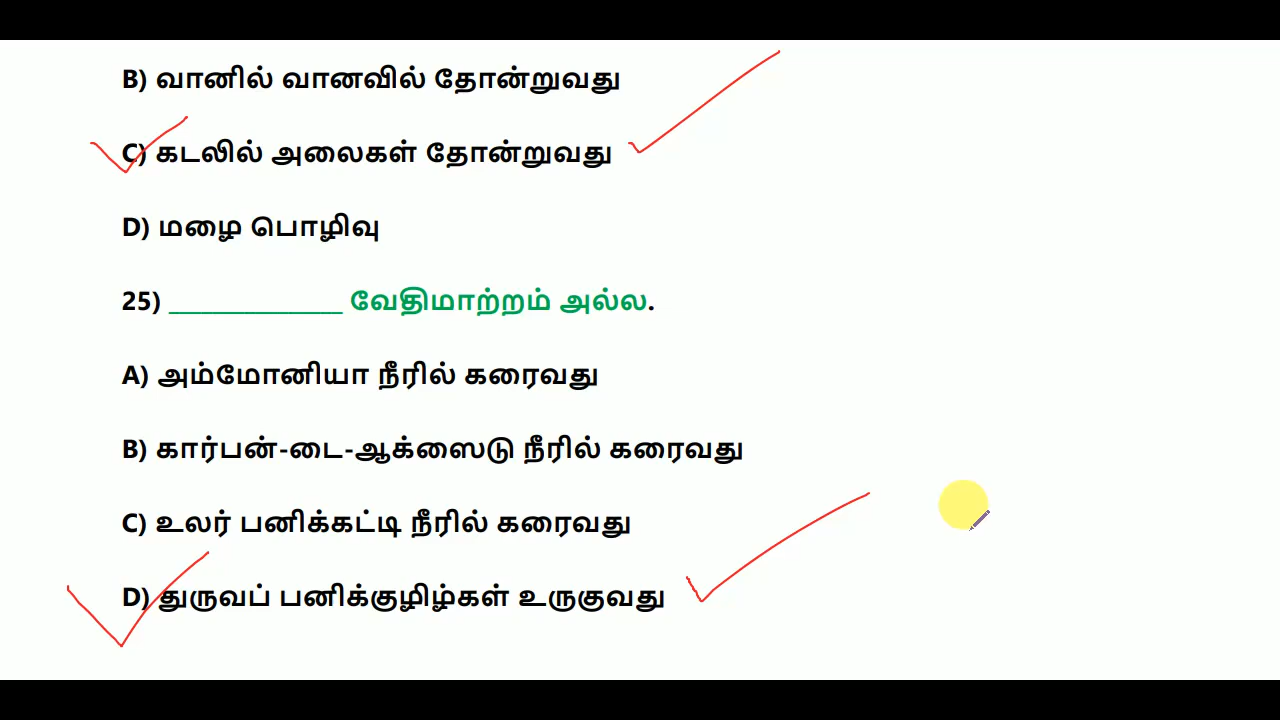 B) வானில் வானவில் தோன்றுவது
C) கடலில் அலைகள் தோன்றுவது
D) மழை பொழிவு
25) ______________ வேதிமாற்றம் அல்ல.
A) அம்மோனியா நீரில் கரைவது
B) கார்பன்-டை-ஆக்ஸைடு நீரில் கரைவது
C) உலர் பனிக்கட்டி நீரில் கரைவது
D) துருவப் பனிக்குமிழ்கள் உருகுவது